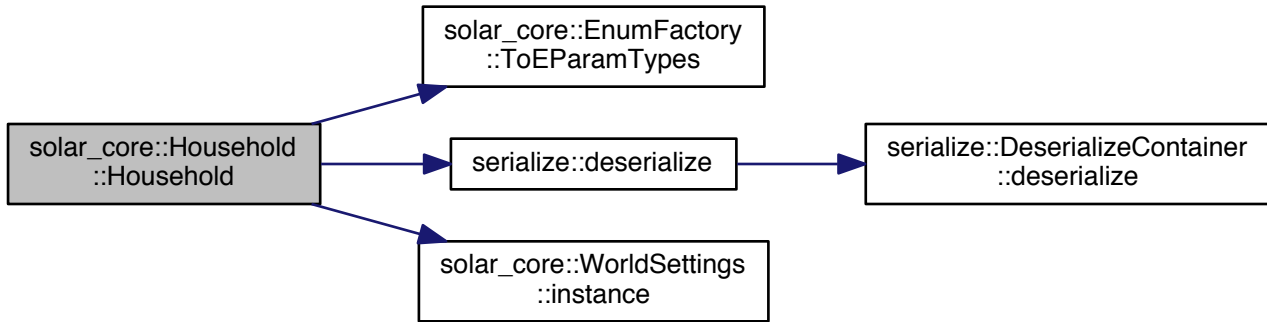 solar_core::EnumFactory
::ToEParamTypes
solar_core::Household
::Household
serialize::deserialize
serialize::DeserializeContainer
::deserialize
solar_core::WorldSettings
::instance